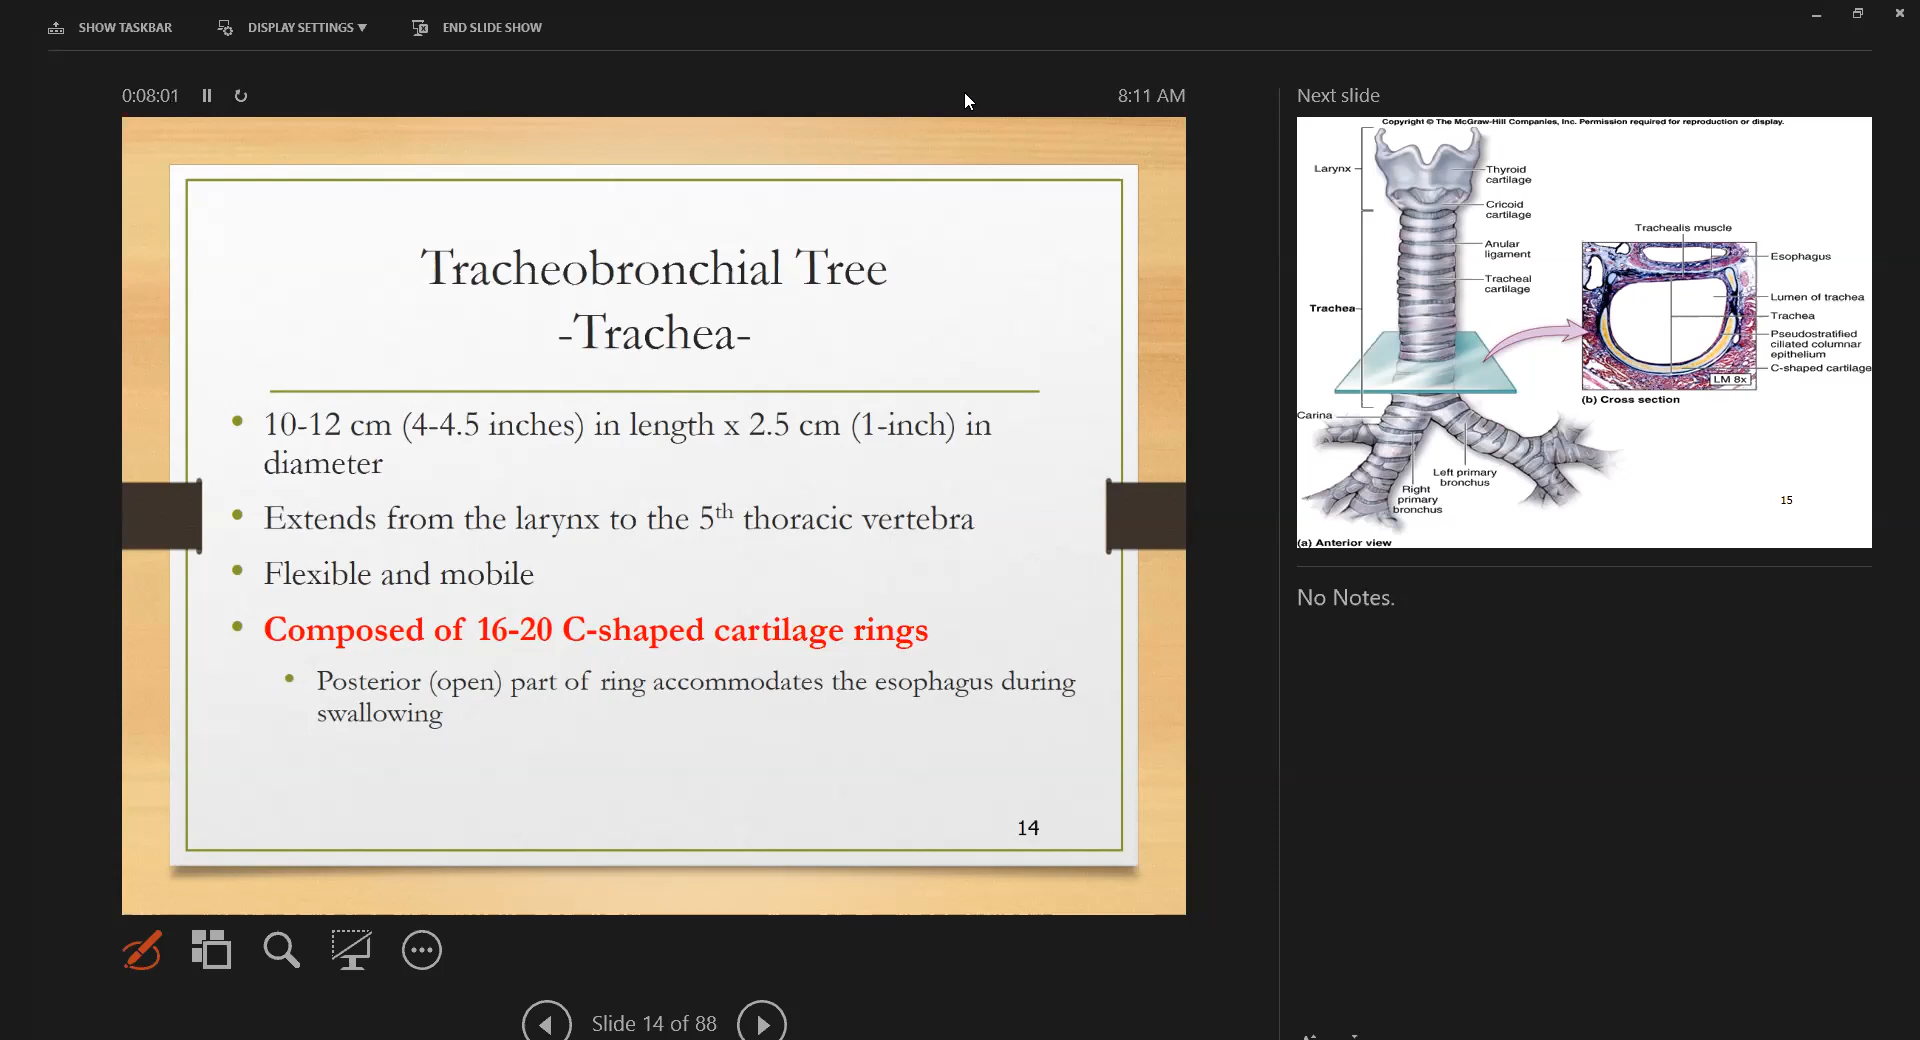 SHOW TASKBAR
DISPLAY SETTINGS ▼
END SLIDE SHOW
0:08:01
8:11 AM
Tracheobronchial Tree
-Trachea-
• 10-12 cm (4-4.5 inches) in length x 2.5 cm (1-inch) in
diameter
• Extends from the larynx to the 5th thoracic vertebra
• Flexible and mobile
• Composed of 16-20 C-shaped cartilage rings
• Posterior (open) part of ring accommodates the esophagus during
swallowing
14
Slide 14 of 88
Next slide
Copyright © The McGraw-Hill Companies, Inc. Permission required for reproduction or display.
Larynx
Thyroid
cartilage
Cricoid
cartilage
Anular
ligament
Tracheal
cartilage
Trachea
Carina
Left primary
bronchus
Right
primary
bronchus
(a) Anterior view
Trachealis muscle
Esophagus
Lumen of trachea
Trachea
Pseudostratified
ciliated columnar
epithelium
C-shaped cartilage
LM 8x
(b) Cross section
15
No Notes.